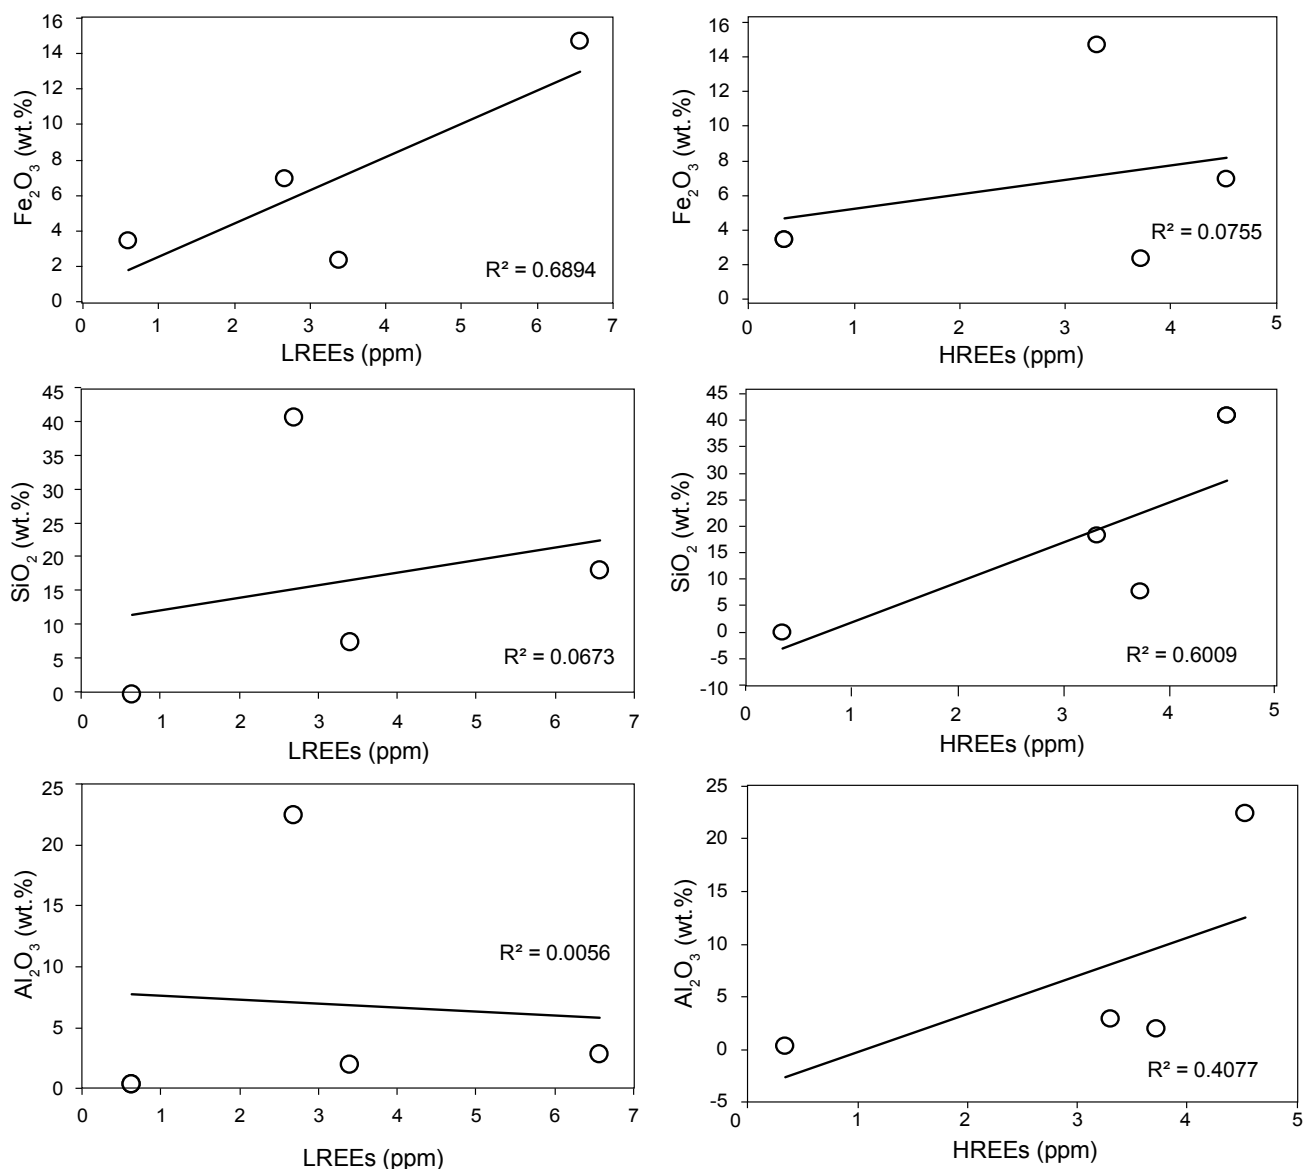 16
14
12
10
8
6
4
2
0
Fe₂O₃ (wt.%)
R² = 0.6894
0 1 2 3 4 5 6 7
LREEs (ppm)
16
14
12
10
8
6
4
2
0
Fe₂O₃ (wt.%)
R² = 0.0755
0 1 2 3 4 5
HREEs (ppm)
45
40
35
30
25
20
15
10
5
0
SiO₂ (wt.%)
R² = 0.0673
0 1 2 3 4 5 6 7
LREEs (ppm)
45
40
35
30
25
20
15
10
5
0
-5
-10
SiO₂ (wt.%)
R² = 0.6009
0 1 2 3 4 5
HREEs (ppm)
25
20
15
10
5
0
Al₂O₃ (wt.%)
R² = 0.0056
0 1 2 3 4 5 6 7
LREEs (ppm)
25
20
15
10
5
0
-5
Al₂O₃ (wt.%)
R² = 0.4077
0 1 2 3 4 5
HREEs (ppm)